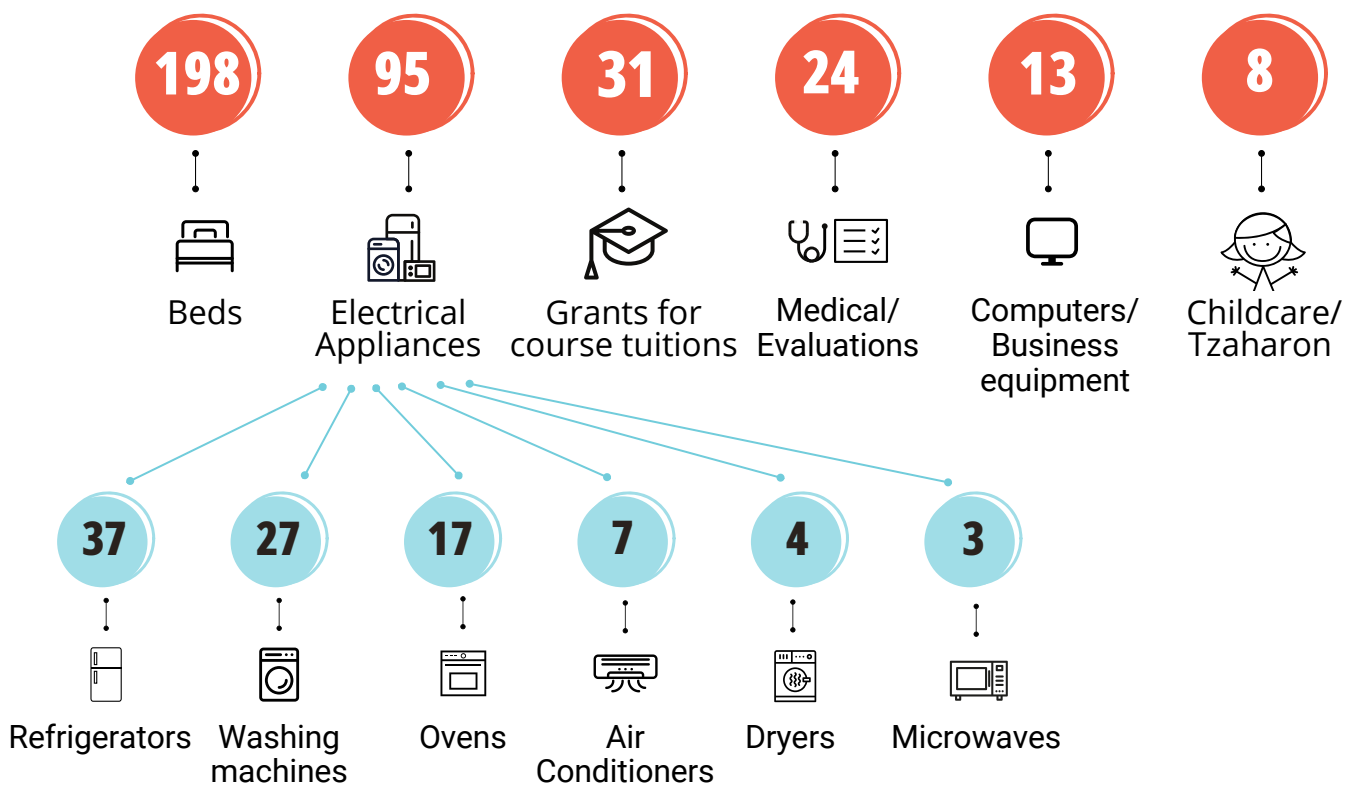 198
95
31
24
13
8
Beds
Electrical
Appliances
Grants for
course tuitions
Medical/
Evaluations
Computers/
Business
equipment
Childcare/
Tzaharon
37
27
17
7
4
3
Refrigerators
Washing
machines
Ovens
Air
Conditioners
Dryers
Microwaves